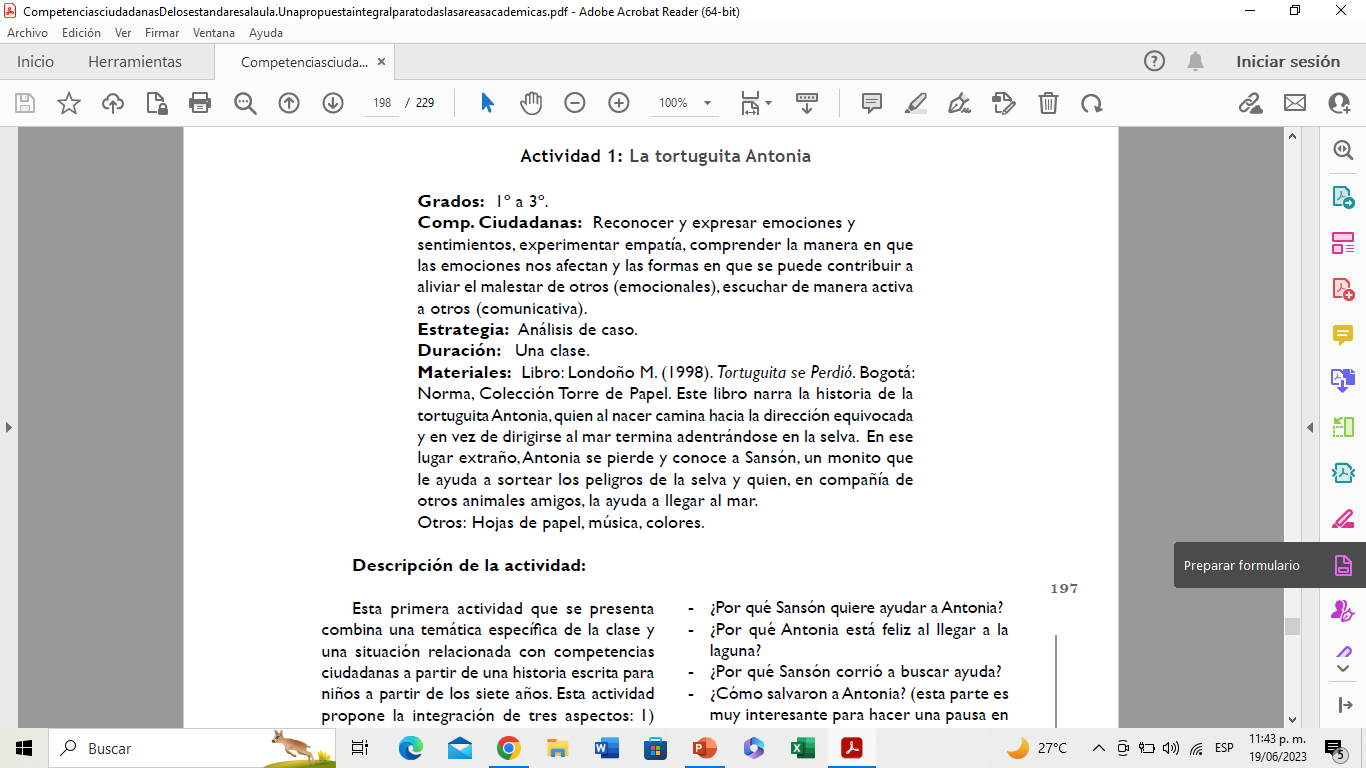 CompetenciasciudadanasDelosestandaresalaula.Unapropuestaintegralparatodaslasareasacademicas.pdf - Adobe Acrobat Reader (64-bit)
Archivo Edición Ver Firmar Ventana Ayuda
Inicio Herramientas Competenciasciuda... Iniciar sesión
198 / 229 100%
Actividad 1: La tortuguita Antonia
Grados: 1º a 3º.
Comp. Ciudadanas: Reconocer y expresar emociones y
sentimientos, experimentar empatía, comprender la manera en que
las emociones nos afectan y las formas en que se puede contribuir a
aliviar el malestar de otros (emocionales), escuchar de manera activa
a otros (comunicativa).
Estrategia: Análisis de caso.
Duración: Una clase.
Materiales: Libro: Londoño M. (1998). Tortuguita se Perdió. Bogotá:
Norma, Colección Torre de Papel. Este libro narra la historia de la
tortuguita Antonia, quien al nacer camina hacia la dirección equivocada
y en vez de dirigirse al mar termina adentrándose en la selva. En ese
lugar extraño, Antonia se pierde y conoce a Sansón, un monito que
le ayuda a sortear los peligros de la selva y quien, en compañía de
otros animales amigos, la ayuda a llegar al mar.
Otros: Hojas de papel, música, colores.
Descripción de la actividad:
Esta primera actividad que se presenta
combina una temática específica de la clase y
una situación relacionada con competencias
ciudadanas a partir de una historia escrita para
niños a partir de los siete años. Esta actividad
propone la integración de tres aspectos: 1)
- ¿Por qué Sansón quiere ayudar a Antonia?
- ¿Por qué Antonia está feliz al llegar a la
laguna?
- ¿Por qué Sansón corrió a buscar ayuda?
- ¿Cómo salvaron a Antonia? (esta parte es
muy interesante para hacer una pausa en
197
Preparar formulario
Buscar
27°C
ESP
11:43 p. m.
19/06/2023
5